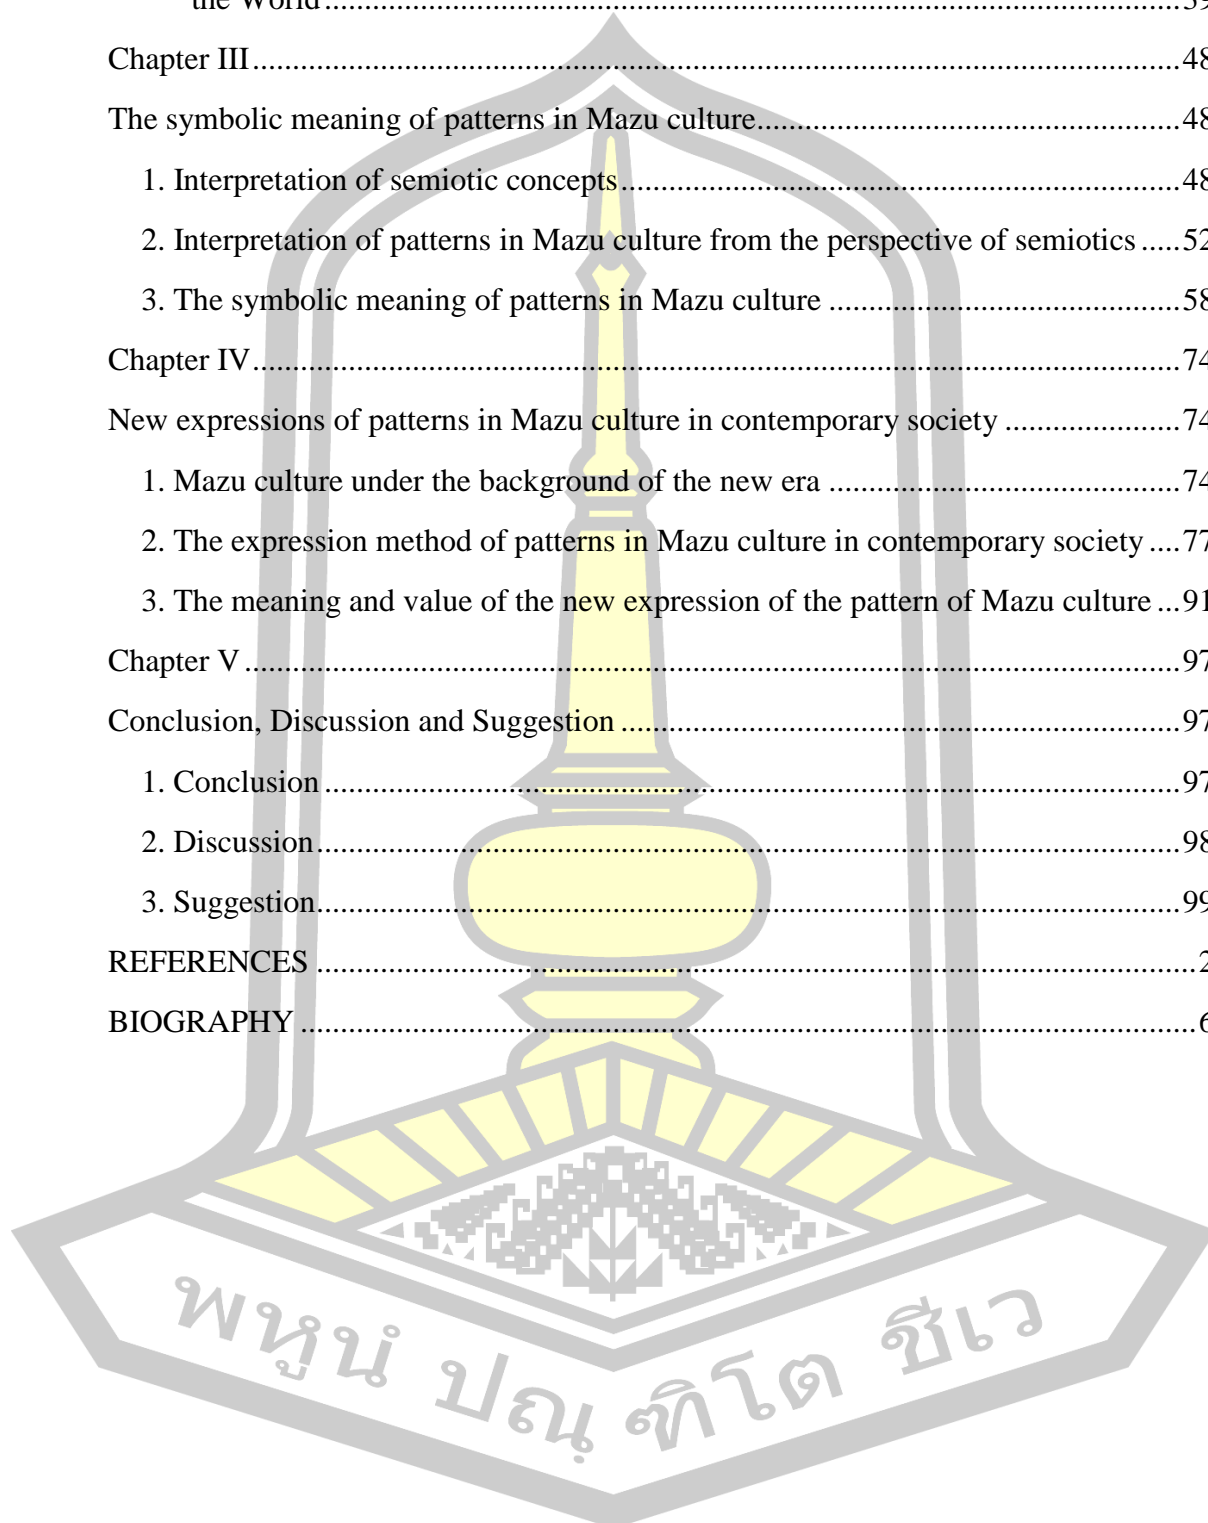 the World....................................................................................................39
Chapter III....................................................................................................48
The symbolic meaning of patterns in Mazu culture....................................................48
1. Interpretation of semiotic concepts....................................................48
2. Interpretation of patterns in Mazu culture from the perspective of semiotics .....52
3. The symbolic meaning of patterns in Mazu culture ....................................58
Chapter IV....................................................................................................74
New expressions of patterns in Mazu culture in contemporary society ......................74
1. Mazu culture under the background of the new era ....................................74
2. The expression method of patterns in Mazu culture in contemporary society ....77
3. The meaning and value of the new expression of the pattern of Mazu culture ...91
Chapter V....................................................................................................97
Conclusion, Discussion and Suggestion ....................................................97
1. Conclusion ....................................................................................................97
2. Discussion....................................................................................................98
3. Suggestion....................................................................................................99
REFERENCES ....................................................................................................2
BIOGRAPHY ....................................................................................................6
พหูนํ ปณฺฑิโต ชีเว